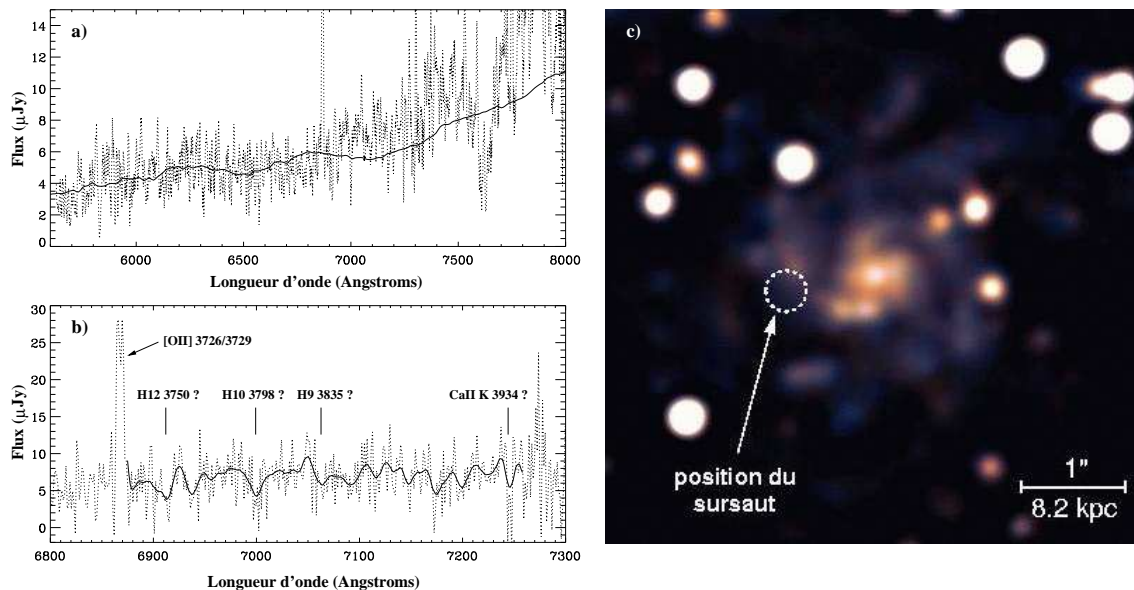 a)
Flux (μJy)
14
12
10
8
6
4
2
0
6000
6500
7000
7500
8000
Longueur d'onde (Angstroms)
b)
Flux (μJy)
30
25
20
15
10
5
0
[OII] 3726/3729
H12 3750 ?
H10 3798 ?
H9 3835 ?
CaII K 3934 ?
6800
6900
7000
7100
7200
7300
Longueur d'onde (Angstroms)
c)
position du
sursaut
1"
8.2 kpc